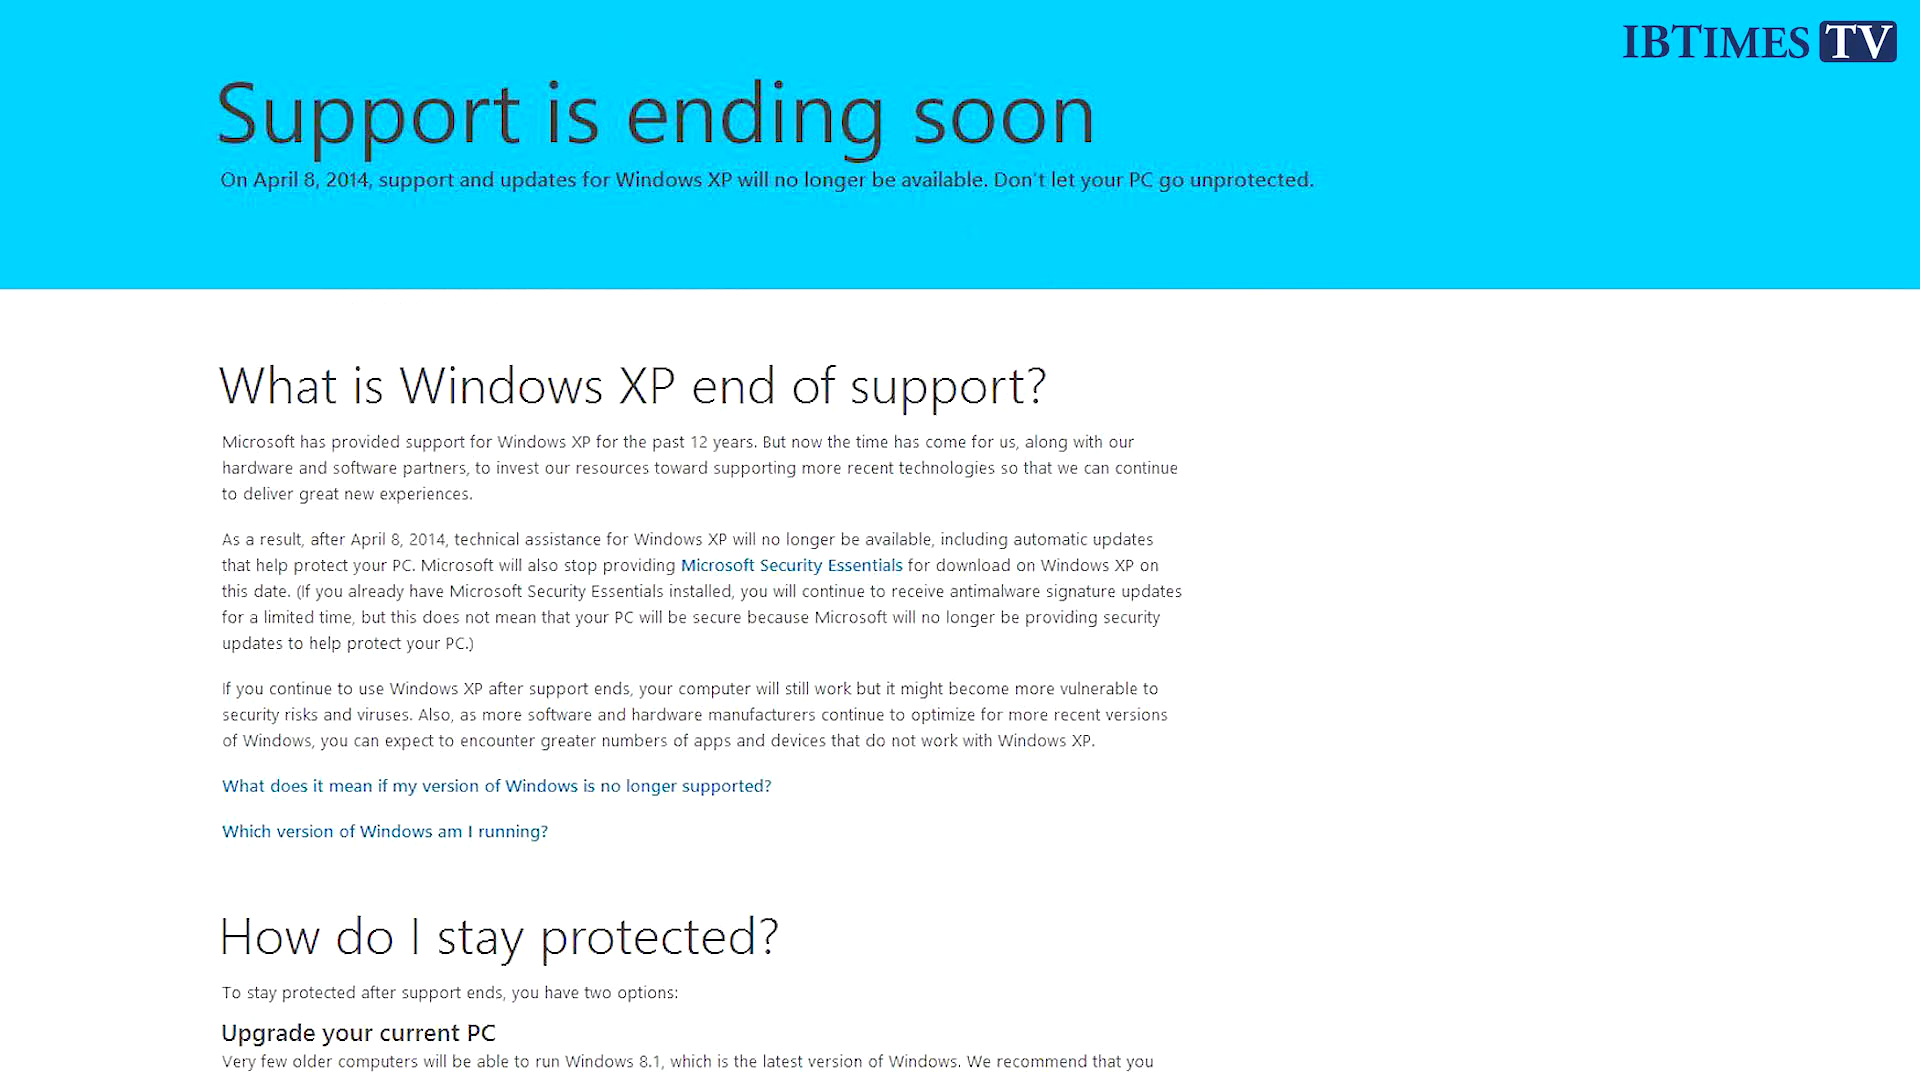 IBTIMES TV
Support is ending soon
On April 8, 2014, support and updates for Windows XP will no longer be available. Don't let your PC go unprotected.
What is Windows XP end of support?
Microsoft has provided support for Windows XP for the past 12 years. But now the time has come for us, along with our
hardware and software partners, to invest our resources toward supporting more recent technologies so that we can continue
to deliver great new experiences.
As a result, after April 8, 2014, technical assistance for Windows XP will no longer be available, including automatic updates
that help protect your PC. Microsoft will also stop providing Microsoft Security Essentials for download on Windows XP on
this date. (If you already have Microsoft Security Essentials installed, you will continue to receive antimalware signature updates
for a limited time, but this does not mean that your PC will be secure because Microsoft will no longer be providing security
updates to help protect your PC.)
If you continue to use Windows XP after support ends, your computer will still work but it might become more vulnerable to
security risks and viruses. Also, as more software and hardware manufacturers continue to optimize for more recent versions
of Windows, you can expect to encounter greater numbers of apps and devices that do not work with Windows XP.
What does it mean if my version of Windows is no longer supported?
Which version of Windows am I running?
How do I stay protected?
To stay protected after support ends, you have two options:
Upgrade your current PC
Very few older computers will be able to run Windows 8.1, which is the latest version of Windows. We recommend that you